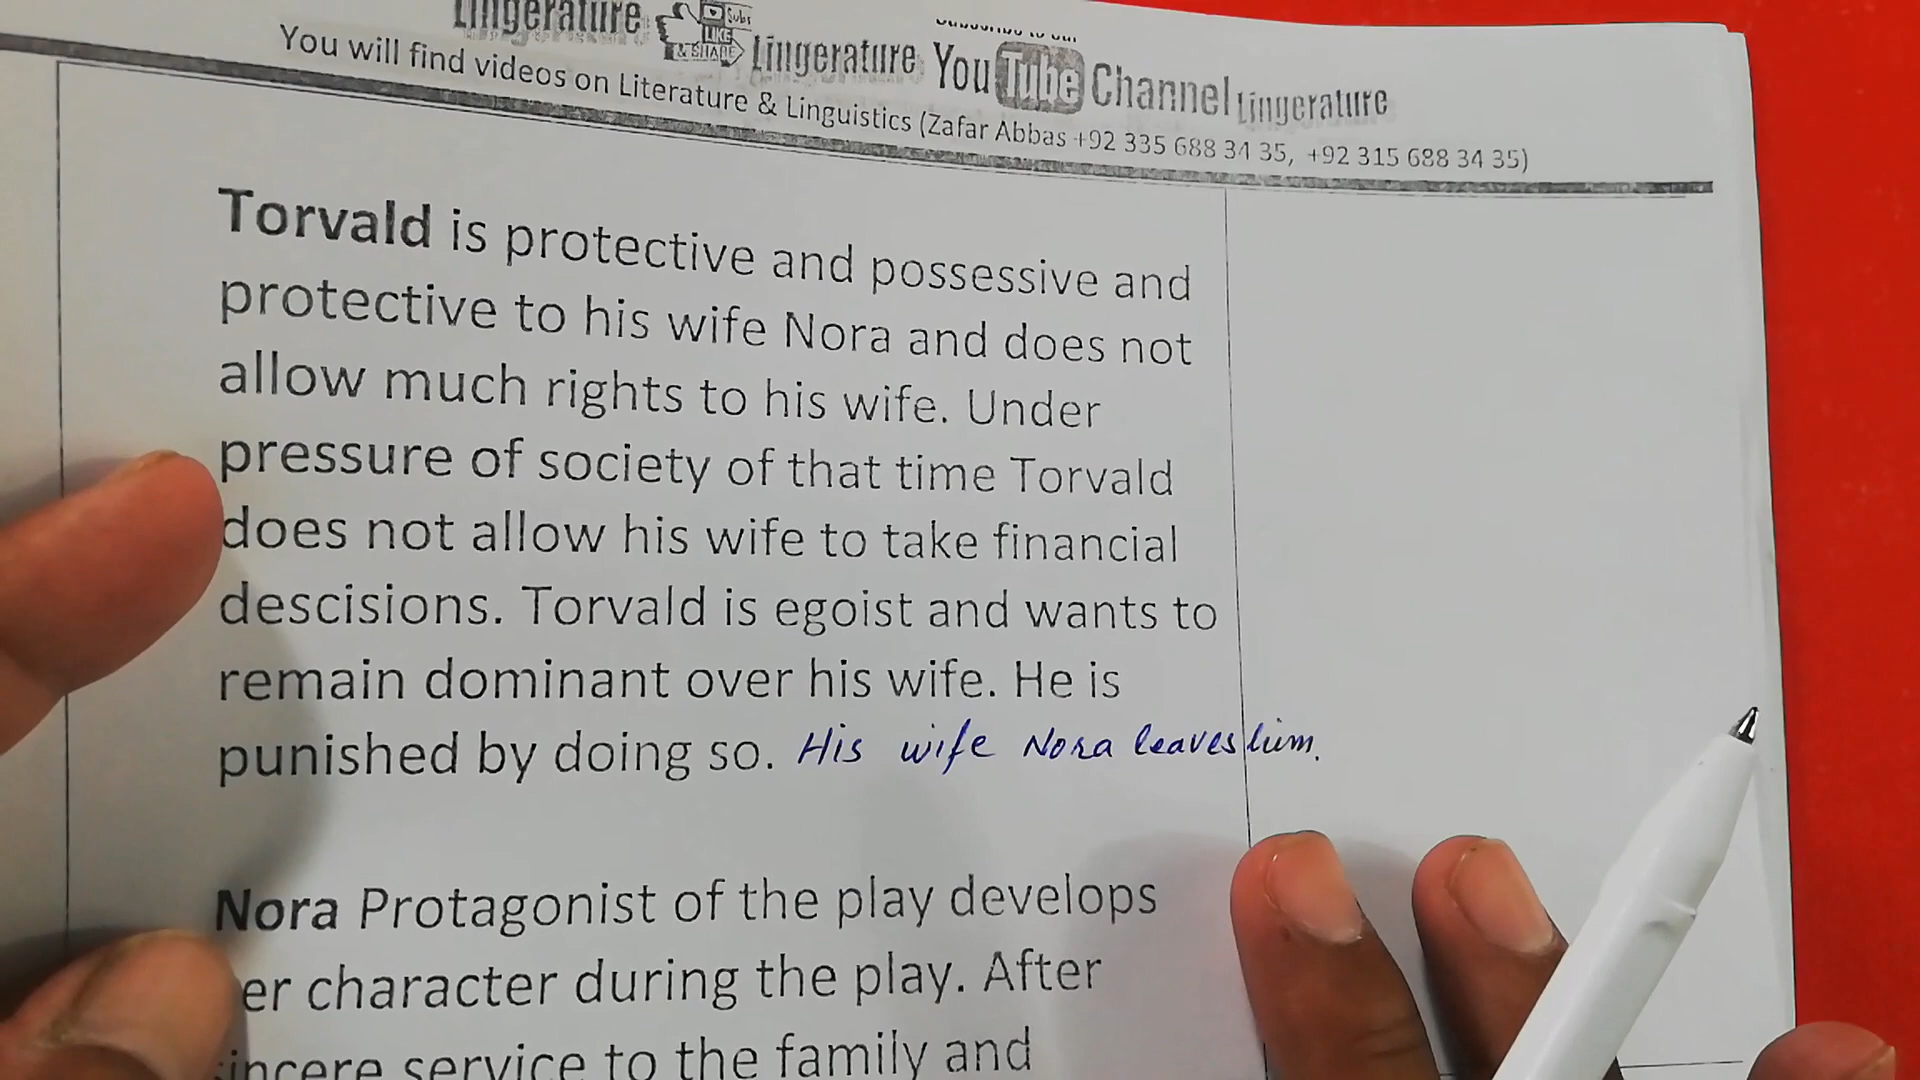 Lingerature Subs LIKE & SHARE Lingerature YouTube Channel Lingerature
You will find videos on Literature & Linguistics (Zafar Abbas +92 335 688 34 35, +92 315 688 34 35)
Torvald is protective and possessive and
protective to his wife Nora and does not
allow much rights to his wife. Under
pressure of society of that time Torvald
does not allow his wife to take financial
descisions. Torvald is egoist and wants to
remain dominant over his wife. He is
punished by doing so. His wife Nora leaves him.
Nora Protagonist of the play develops
er character during the play. After
sincere service to the family and